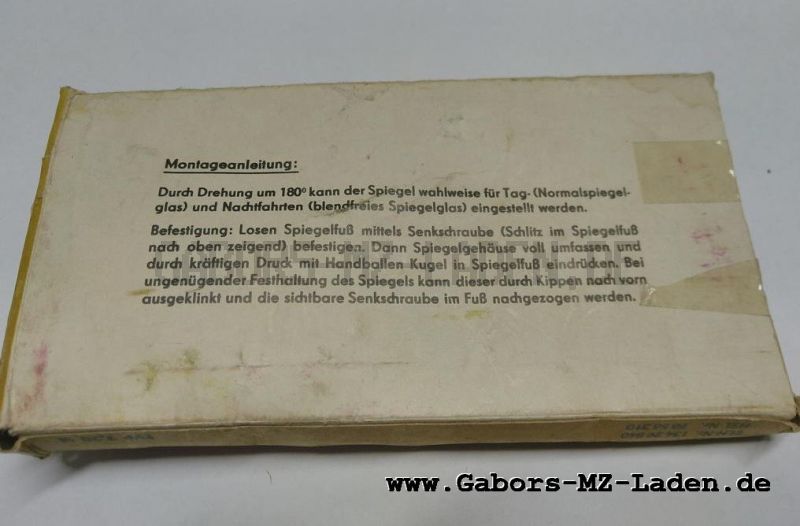 Montageanleitung:
Durch Drehung um 180° kann der Spiegel wahlweise für Tag- (Normalspiegel-
glas) und Nachtfahrten (blendfreies Spiegelglas) eingestellt werden.
Befestigung: Losen Spiegelfuß mittels Senkschraube (Schlitz im Spiegelfuß
nach oben zeigend) befestigen. Dann Spiegelgehäuse voll umfassen und
durch kräftigen Druck mit Handballen Kugel in Spiegelfuß eindrücken. Bei
ungenügender Festhaltung des Spiegels kann dieser durch Kippen nach vorn
ausgeklinkt und die sichtbare Senkschraube im Fuß nachgezogen werden.
www.Gabors-MZ-Laden.de